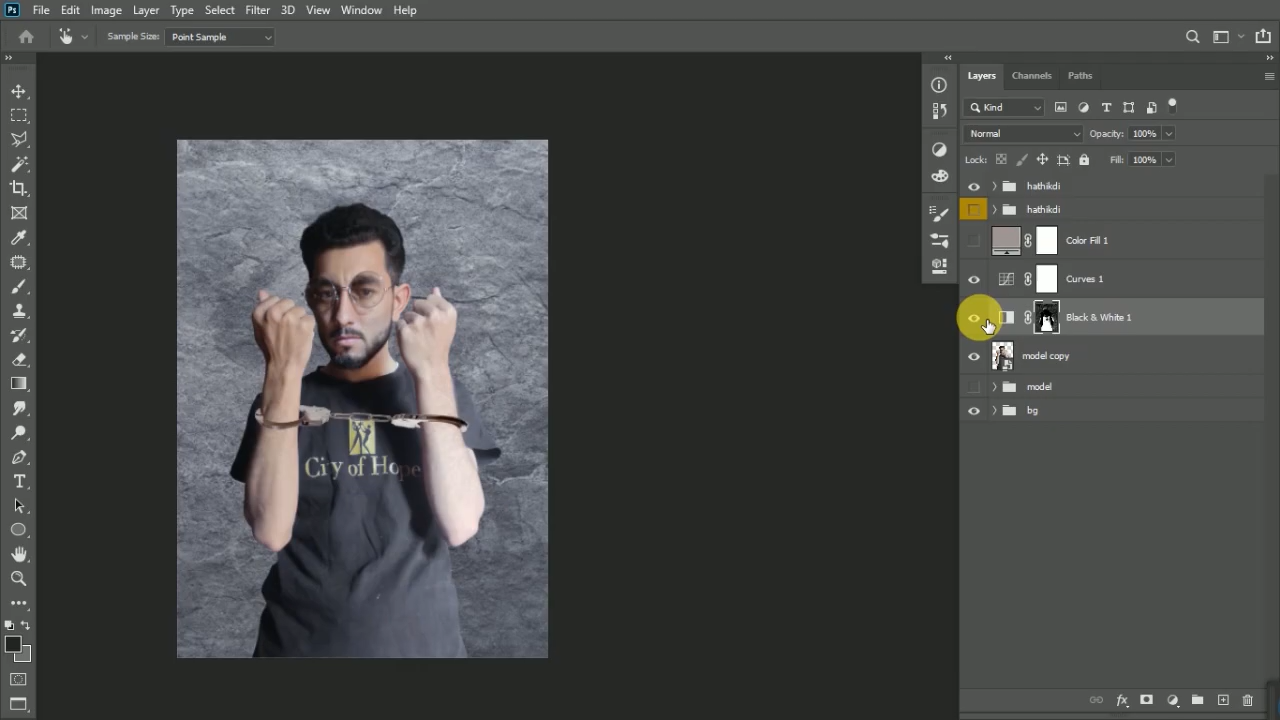 Ps File Edit Image Layer Type Select Filter 3D View Window Help
Sample Size: Point Sample
Layers Channels Paths
Kind
Normal Opacity: 100%
Lock: Fill: 100%
hathikdi
hathikdi
Color Fill 1
Curves 1
Black & White 1
model copy
model
bg
City of Hope
fx